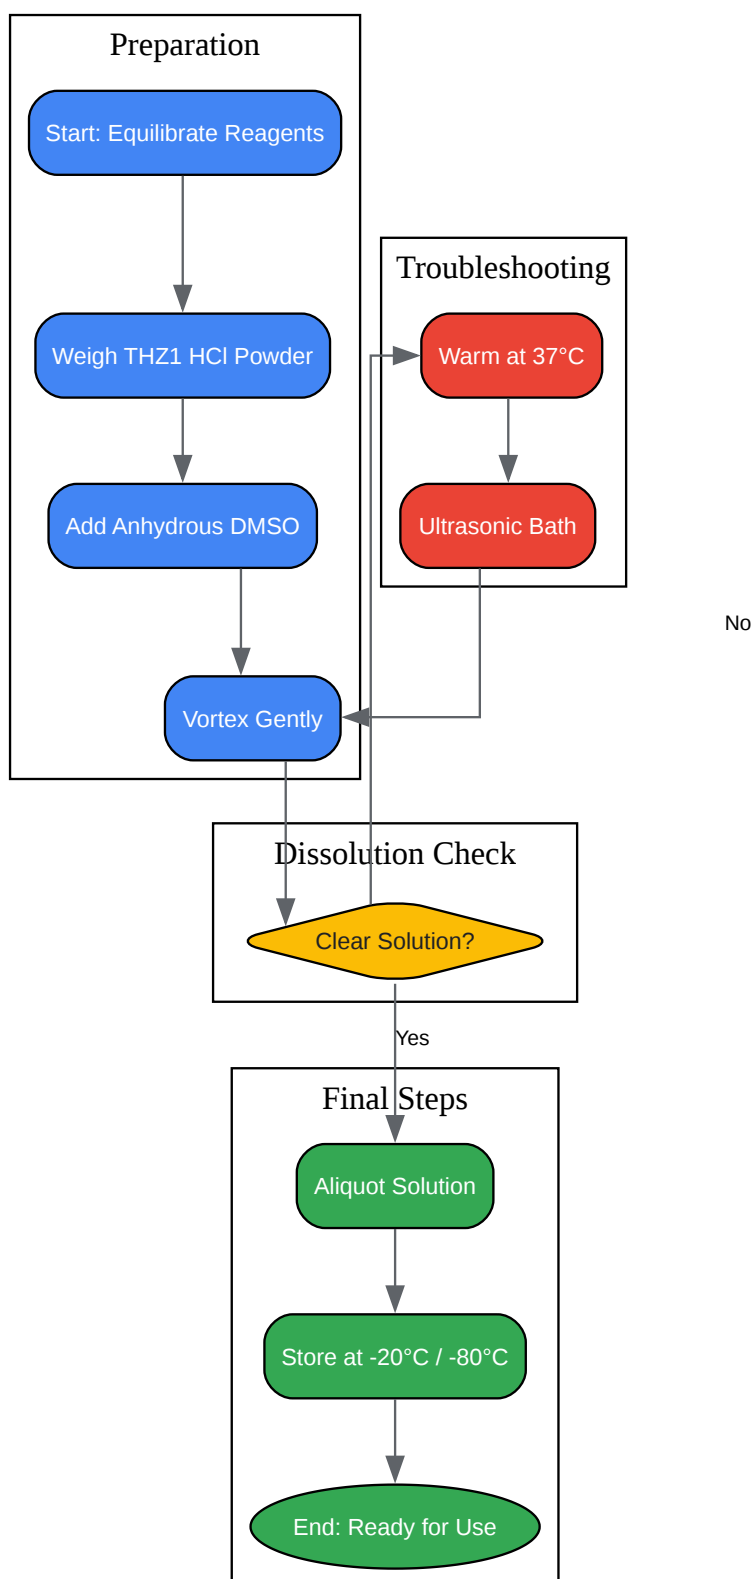 Preparation
Start: Equilibrate Reagents
Weigh THZ1 HCl Powder
Add Anhydrous DMSO
Vortex Gently
Troubleshooting
Warm at 37°C
Ultrasonic Bath
No
Dissolution Check
Clear Solution?
Yes
Final Steps
Aliquot Solution
Store at -20°C / -80°C
End: Ready for Use